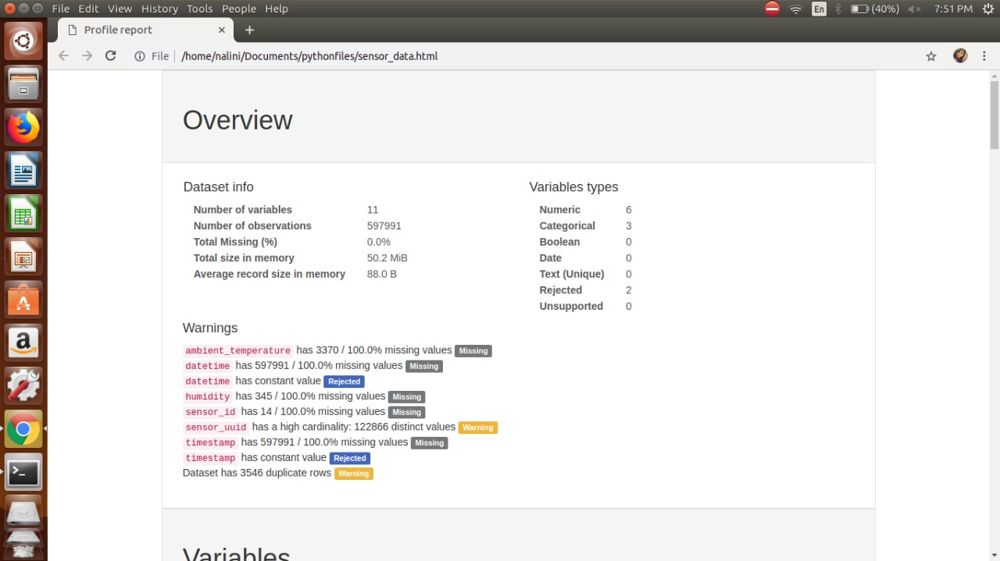 File Edit View History Tools People Help
En (40%) 7:51 PM
Profile report
File /home/nalini/Documents/pythonfiles/sensor_data.html
Overview
Dataset info
Number of variables 11
Number of observations 597991
Total Missing (%) 0.0%
Total size in memory 50.2 MiB
Average record size in memory 88.0 B
Variables types
Numeric 6
Categorical 3
Boolean 0
Date 0
Text (Unique) 0
Rejected 2
Unsupported 0
Warnings
ambient_temperature has 3370 / 100.0% missing values Missing
datetime has 597991 / 100.0% missing values Missing
datetime has constant value Rejected
humidity has 345 / 100.0% missing values Missing
sensor_id has 14 / 100.0% missing values Missing
sensor_uuid has a high cardinality: 122866 distinct values Warning
timestamp has 597991 / 100.0% missing values Missing
timestamp has constant value Rejected
Dataset has 3546 duplicate rows Warning
Variables